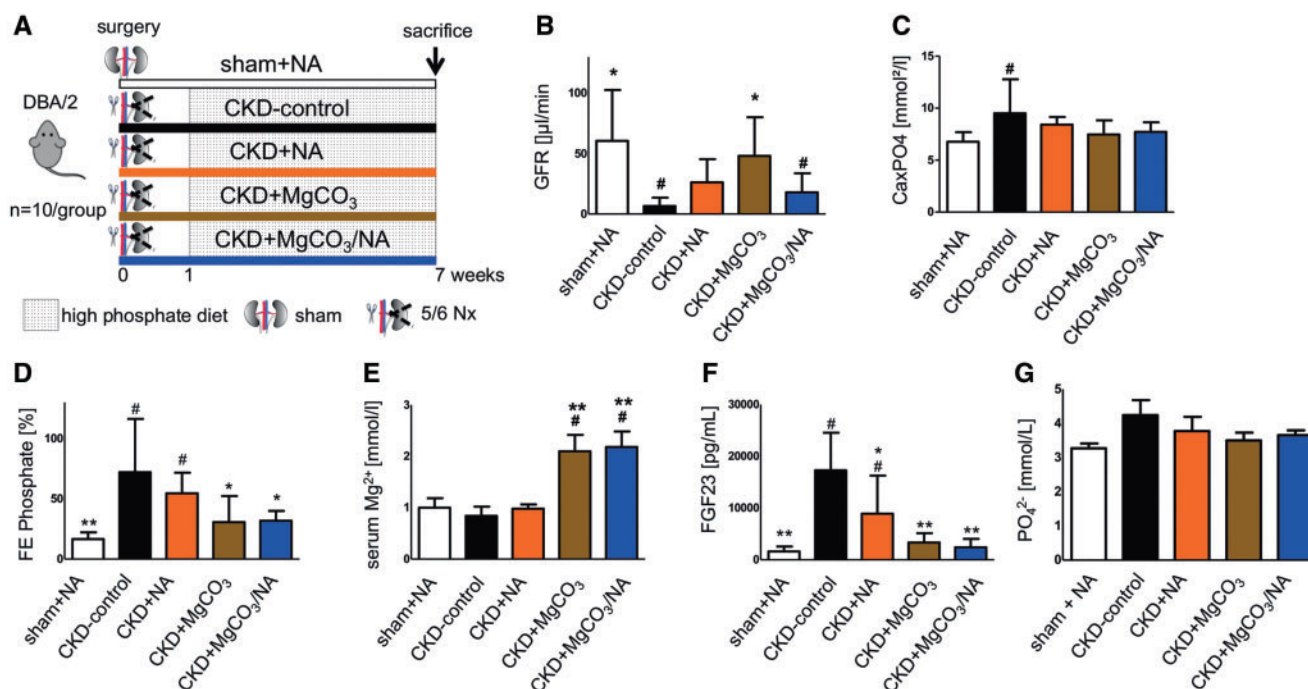 A
surgery
sacrifice
sham+NA
DBA/2
CKD-control
CKD+NA
n=10/group
CKD+MgCO₃
CKD+MgCO₃/NA
0 1 7 weeks
high phosphate diet sham 5/6 Nx
B
GFR []µl/min]
100
50
0
* # * #
sham+NA
CKD-control
CKD+NA
CKD+MgCO₃
CKD+MgCO₃/NA
C
CaxPO4 [mmol²/l]
15
10
5
0
#
sham+NA
CKD-control
CKD+NA
CKD+MgCO₃
CKD+MgCO₃/NA
D
FE Phosphate [%]
100
50
0
** # # * *
sham+NA
CKD-control
CKD+NA
CKD+MgCO₃
CKD+MgCO₃/NA
E
serum Mg²⁺ [mmol/l]
3
2
1
0
** **
# #
sham+NA
CKD-control
CKD+NA
CKD+MgCO₃
CKD+MgCO₃/NA
F
FGF23 [pg/mL]
30000
20000
10000
0
** # * # ** **
sham+NA
CKD-control
CKD+NA
CKD+MgCO₃
CKD+MgCO₃/NA
G
PO₄²⁻ [mmol/L]
5
4
3
2
1
0
sham + NA
CKD-control
CKD+NA
CKD+MgCO₃
CKD+MgCO₃/NA